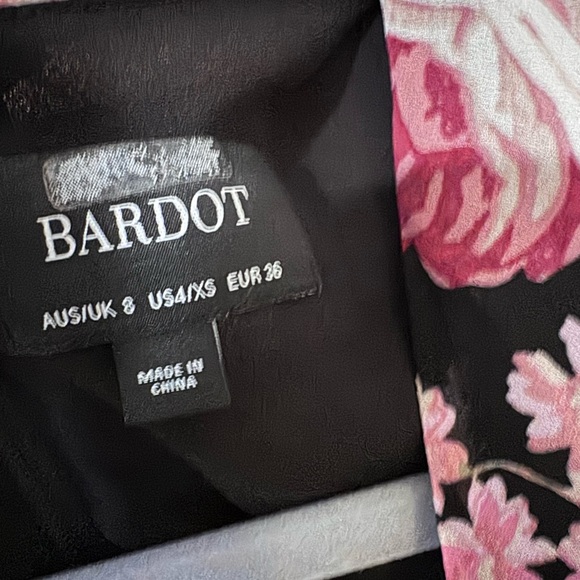 BARDOT
AUS/UK 8 US4/XS EUR 36
MADE IN
CHINA